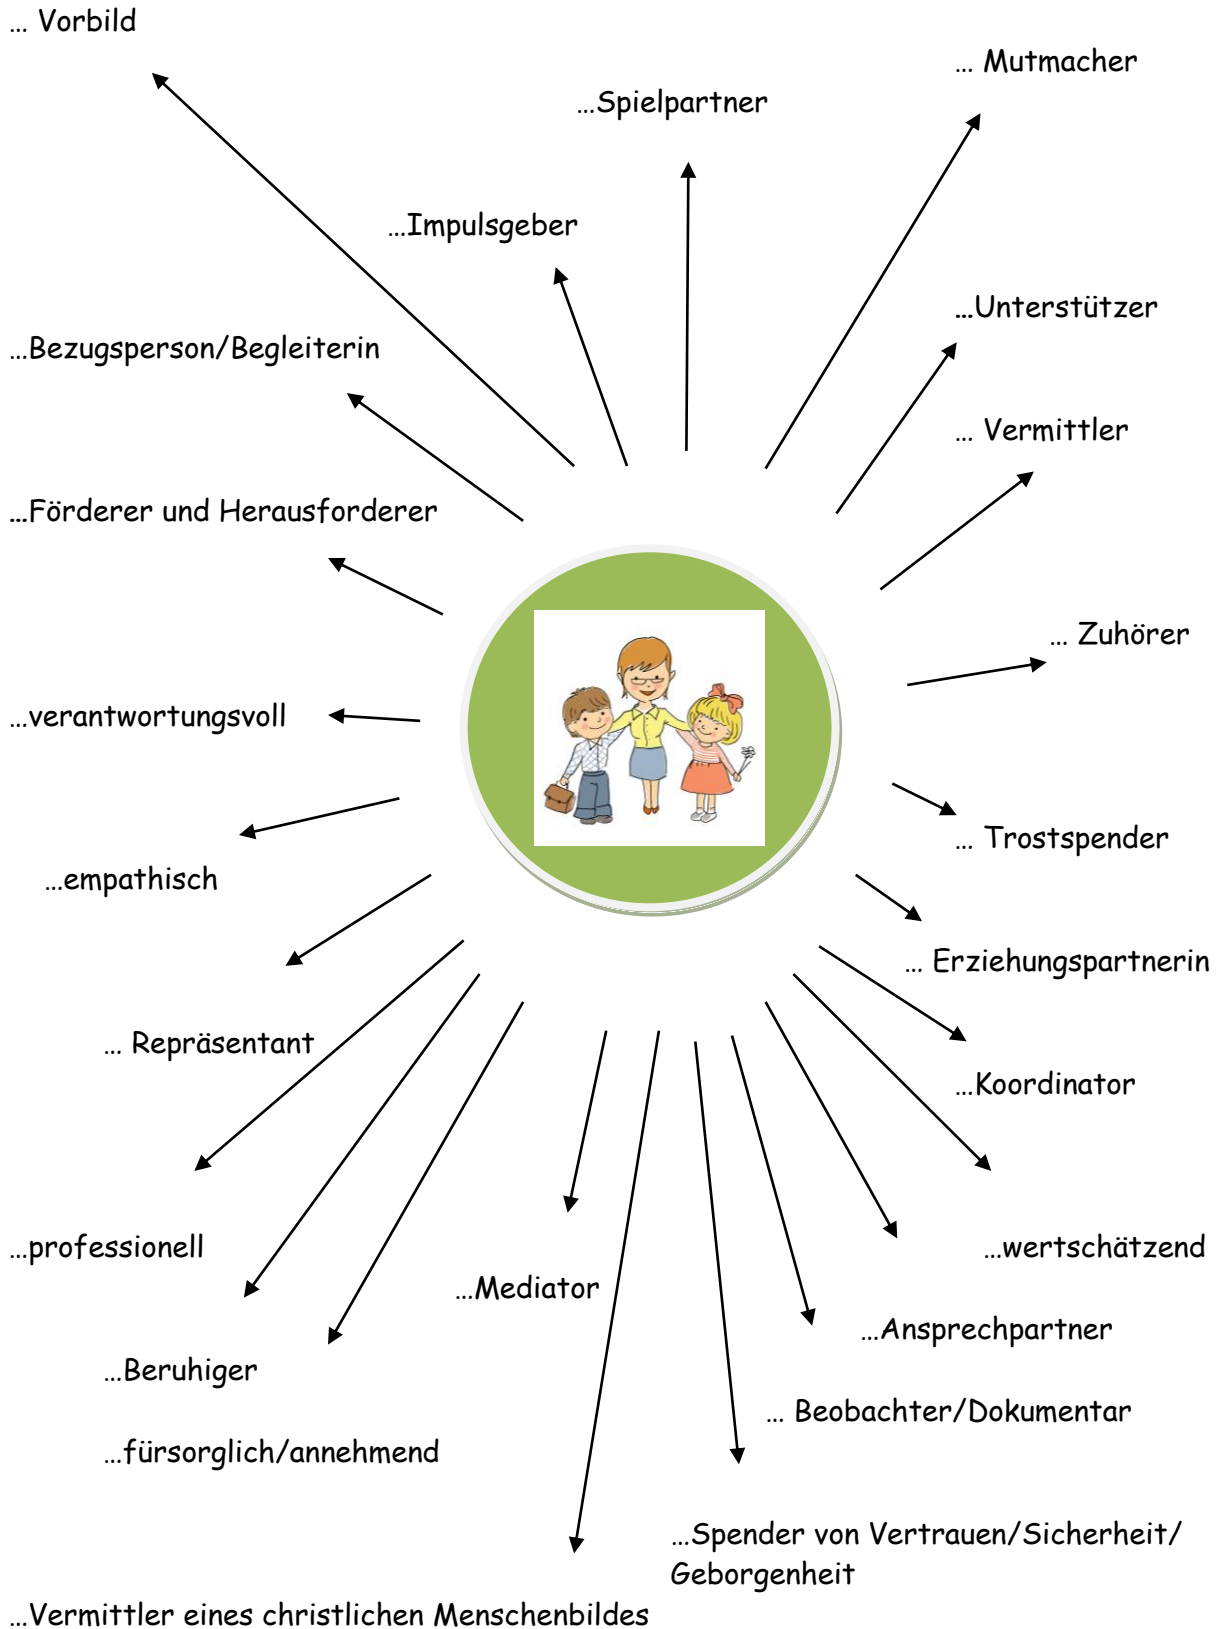 … Vorbild
… Mutmacher
…Spielpartner
…Impulsgeber
…Unterstützer
…Bezugsperson/Begleiterin
… Vermittler
…Förderer und Herausforderer
… Zuhörer
…verantwortungsvoll
… Trostspender
…empathisch
… Erziehungspartnerin
… Repräsentant
…Koordinator
…professionell
…wertschätzend
…Mediator
…Ansprechpartner
…Beruhiger
… Beobachter/Dokumentar
…fürsorglich/annehmend
…Spender von Vertrauen/Sicherheit/
Geborgenheit
…Vermittler eines christlichen Menschenbildes